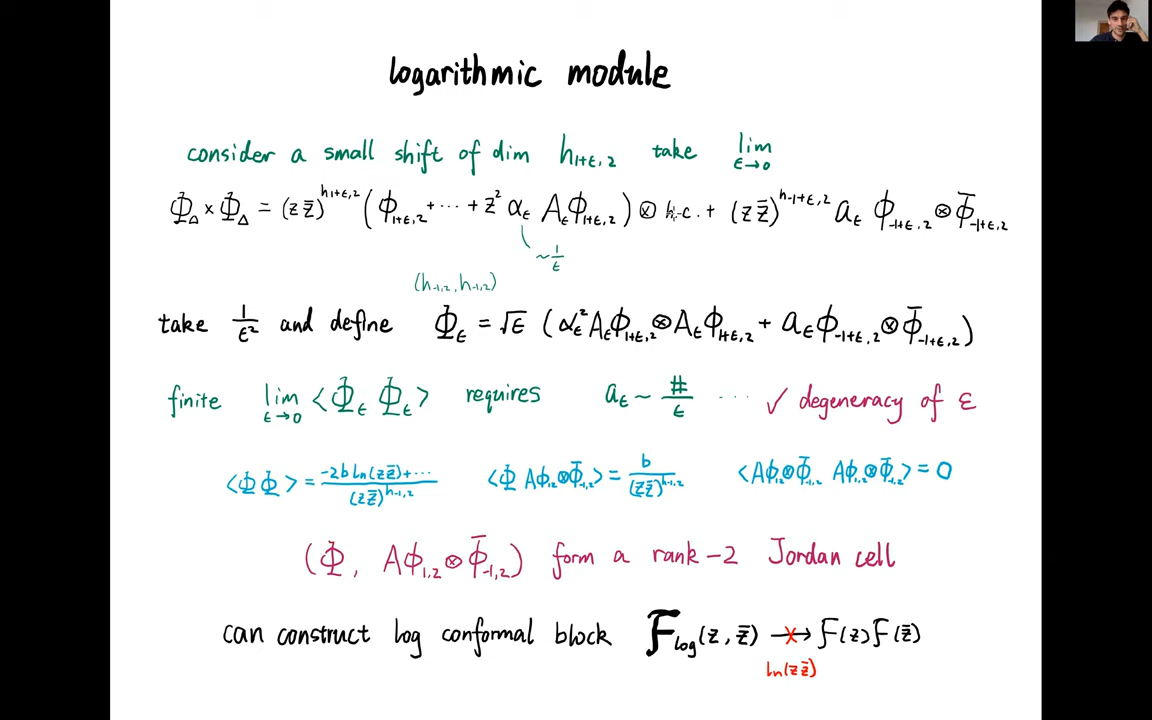 logarithmic module
consider a small shift of dim h_{1+ε,2} take lim_{ε→0}
Φ_Δ × Φ_Δ = (z z̄)^{h_{1+ε,2}} (ϕ_{1+ε,2} + ⋯ + z² α_ε A_ε ϕ_{1+ε,2}) ⊗ h.c. + (z z̄)^{h_{-1+ε,2}} a_ε ϕ_{-1+ε,2} ⊗ ϕ̄_{-1+ε,2}
~ 1/ε
(h_{-1,2}, h_{-1,2})
take 1/ε² and define Φ_ε = √ε (α_ε² A_ε ϕ_{1+ε,2} ⊗ A_ε ϕ_{1+ε,2} + a_ε ϕ_{-1+ε,2} ⊗ ϕ̄_{-1+ε,2})
finite lim_{ε→0} <Φ_ε Φ_ε> requires a_ε ~ #/ε ⋯ ✓ degeneracy of ε
<Φ Φ> = (-2b ln(z z̄) + ⋯)/(z z̄)^{h_{-1,2}} <Φ Aϕ_{1,2} ⊗ ϕ̄_{-1,2}> = b/(z z̄)^{h_{-1,2}} <Aϕ_{1,2} ⊗ ϕ̄_{-1,2} Aϕ_{1,2} ⊗ ϕ̄_{-1,2}> = 0
(Φ, Aϕ_{1,2} ⊗ ϕ̄_{-1,2}) form a rank-2 Jordan cell
can construct log conformal block F_{log}(z, z̄) ↛ F(z) F(z̄)
ln(z z̄)